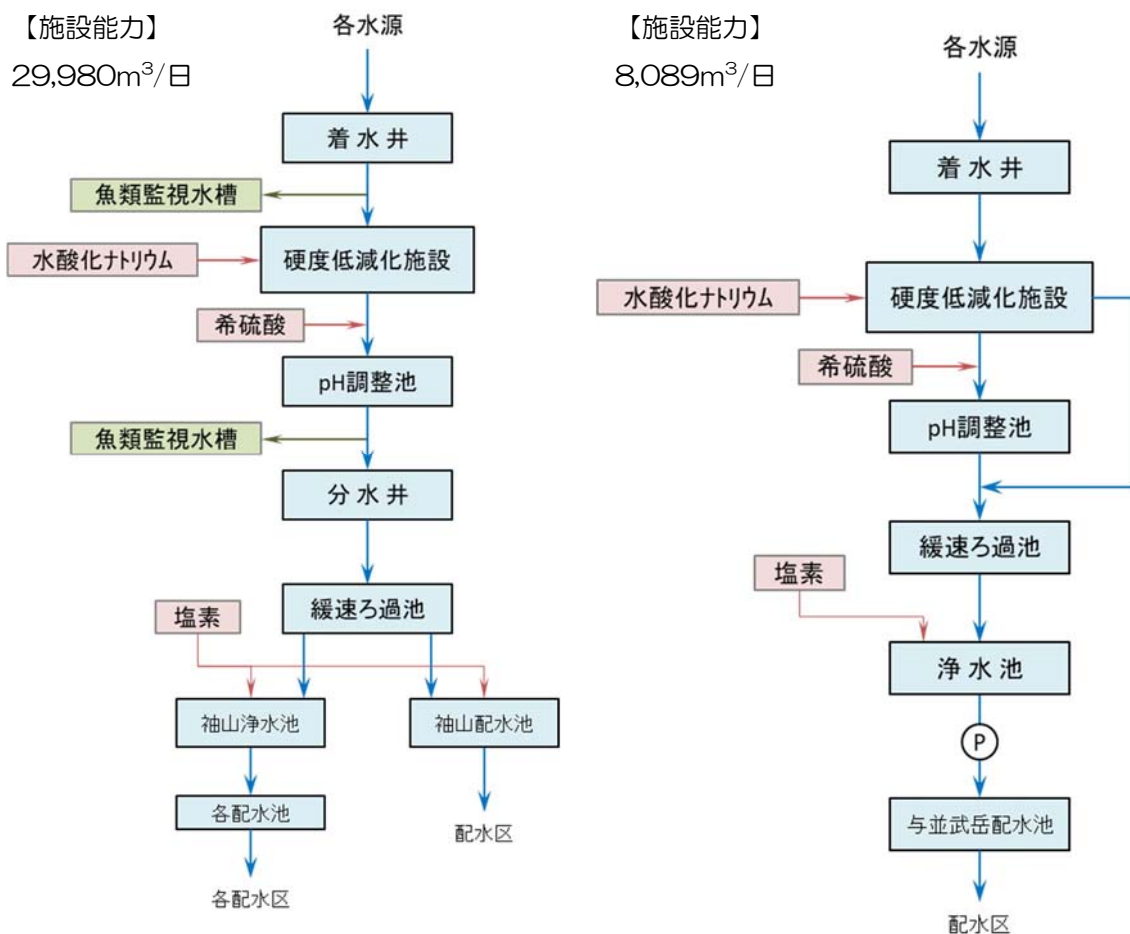 【施設能力】
29,980m³/日
各水源
着水井
魚類監視水槽
水酸化ナトリウム
硬度低減化施設
希硫酸
pH調整池
魚類監視水槽
分水井
緩速ろ過池
塩素
袖山浄水池
袖山配水池
各配水池
配水区
各配水区
【施設能力】
8,089m³/日
各水源
着水井
水酸化ナトリウム
硬度低減化施設
希硫酸
pH調整池
緩速ろ過池
塩素
浄水池
P
与並武岳配水池
配水区